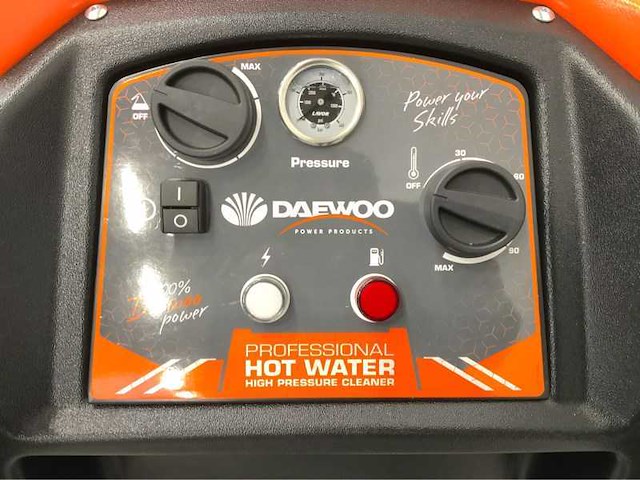 MAX
OFF
LAVOR
Pressure
Power your
Skills
30
60
OFF
90
MAX
I
O
DAEWOO
POWER PRODUCTS
power
PROFESSIONAL
HOT WATER
HIGH PRESSURE CLEANER